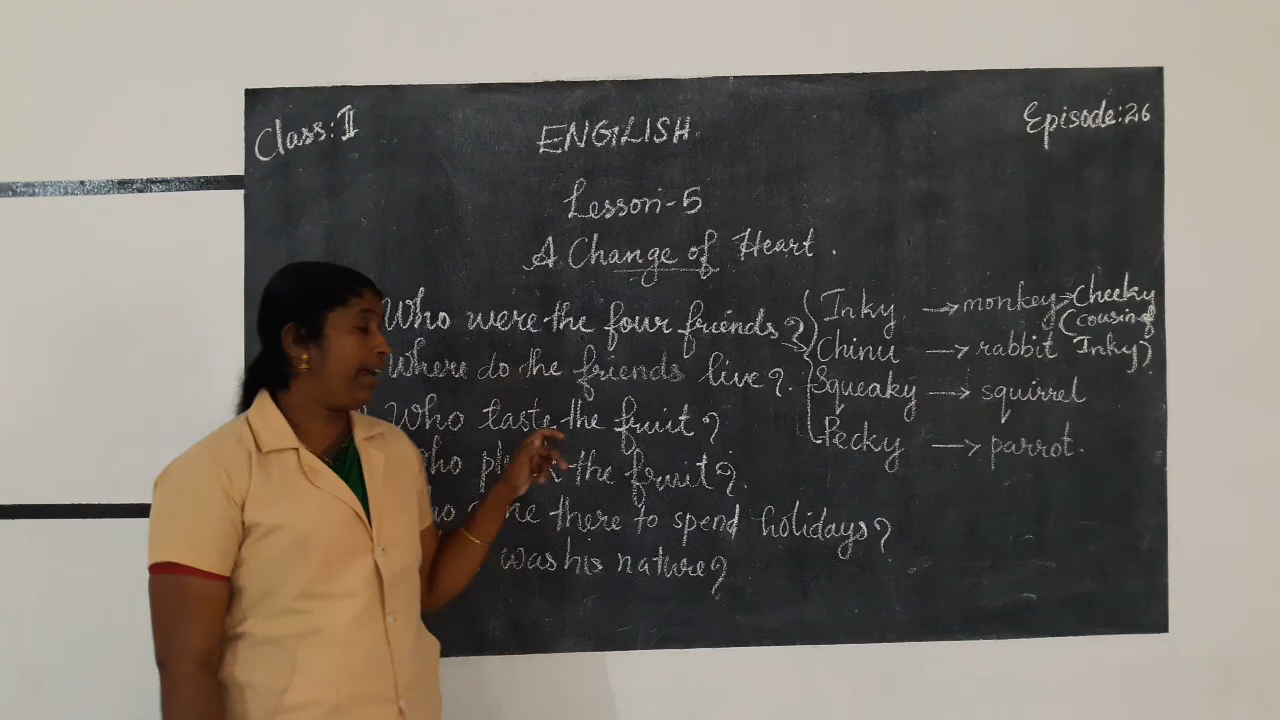 Class: II
ENGLISH
Episode: 26
Lesson-5
A Change of Heart.
Who were the four friends?
Where do the friends live?
Who taste the fruit?
the fruit?
there to spend holidays?
was his nature?
Inky → monkey → Cheeky
(cousin of
Chinu → rabbit Inky)
Squeaky → squirrel
Pecky → parrot.